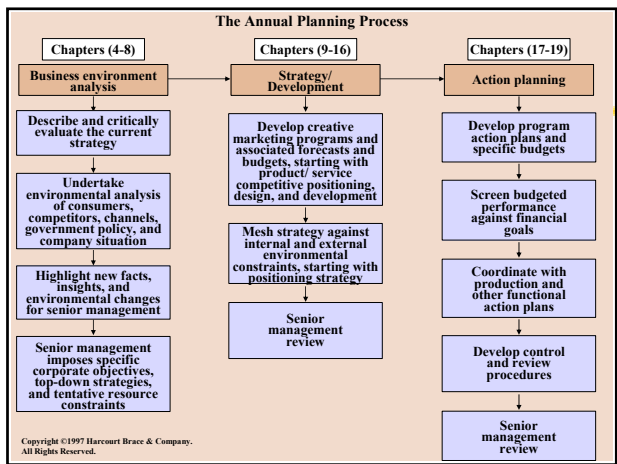 The Annual Planning Process
Chapters (4-8)
Business environment
analysis
Describe and critically
evaluate the current
strategy
Undertake
environmental analysis
of consumers,
competitors, channels,
government policy, and
company situation
Highlight new facts,
insights, and
environmental changes
for senior management
Senior management
imposes specific
corporate objectives,
top-down strategies,
and tentative resource
constraints
Chapters (9-16)
Strategy/
Development
Develop creative
marketing programs and
associated forecasts and
budgets, starting with
product/ service
competitive positioning,
design, and development
Mesh strategy against
internal and external
environmental
constraints, starting with
positioning strategy
Senior
management
review
Chapters (17-19)
Action planning
Develop program
action plans and
specific budgets
Screen budgeted
performance
against financial
goals
Coordinate with
production and
other functional
action plans
Develop control
and review
procedures
Senior
management
review
Copyright ©1997 Harcourt Brace & Company.
All Rights Reserved.